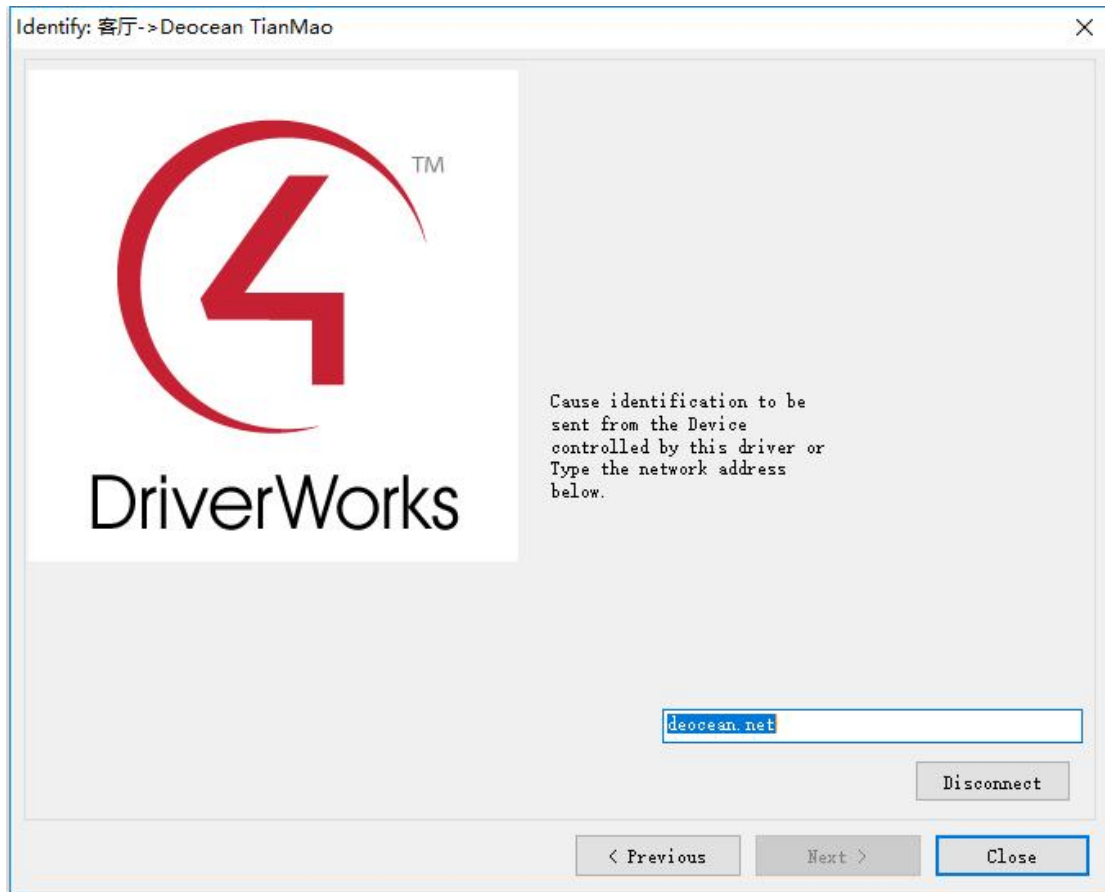 Identify: 客厅->Deocean TianMao
TM
DriverWorks
Cause identification to be
sent from the Device
controlled by this driver or
Type the network address
below.
deocean.net
Disconnect
< Previous
Next >
Close